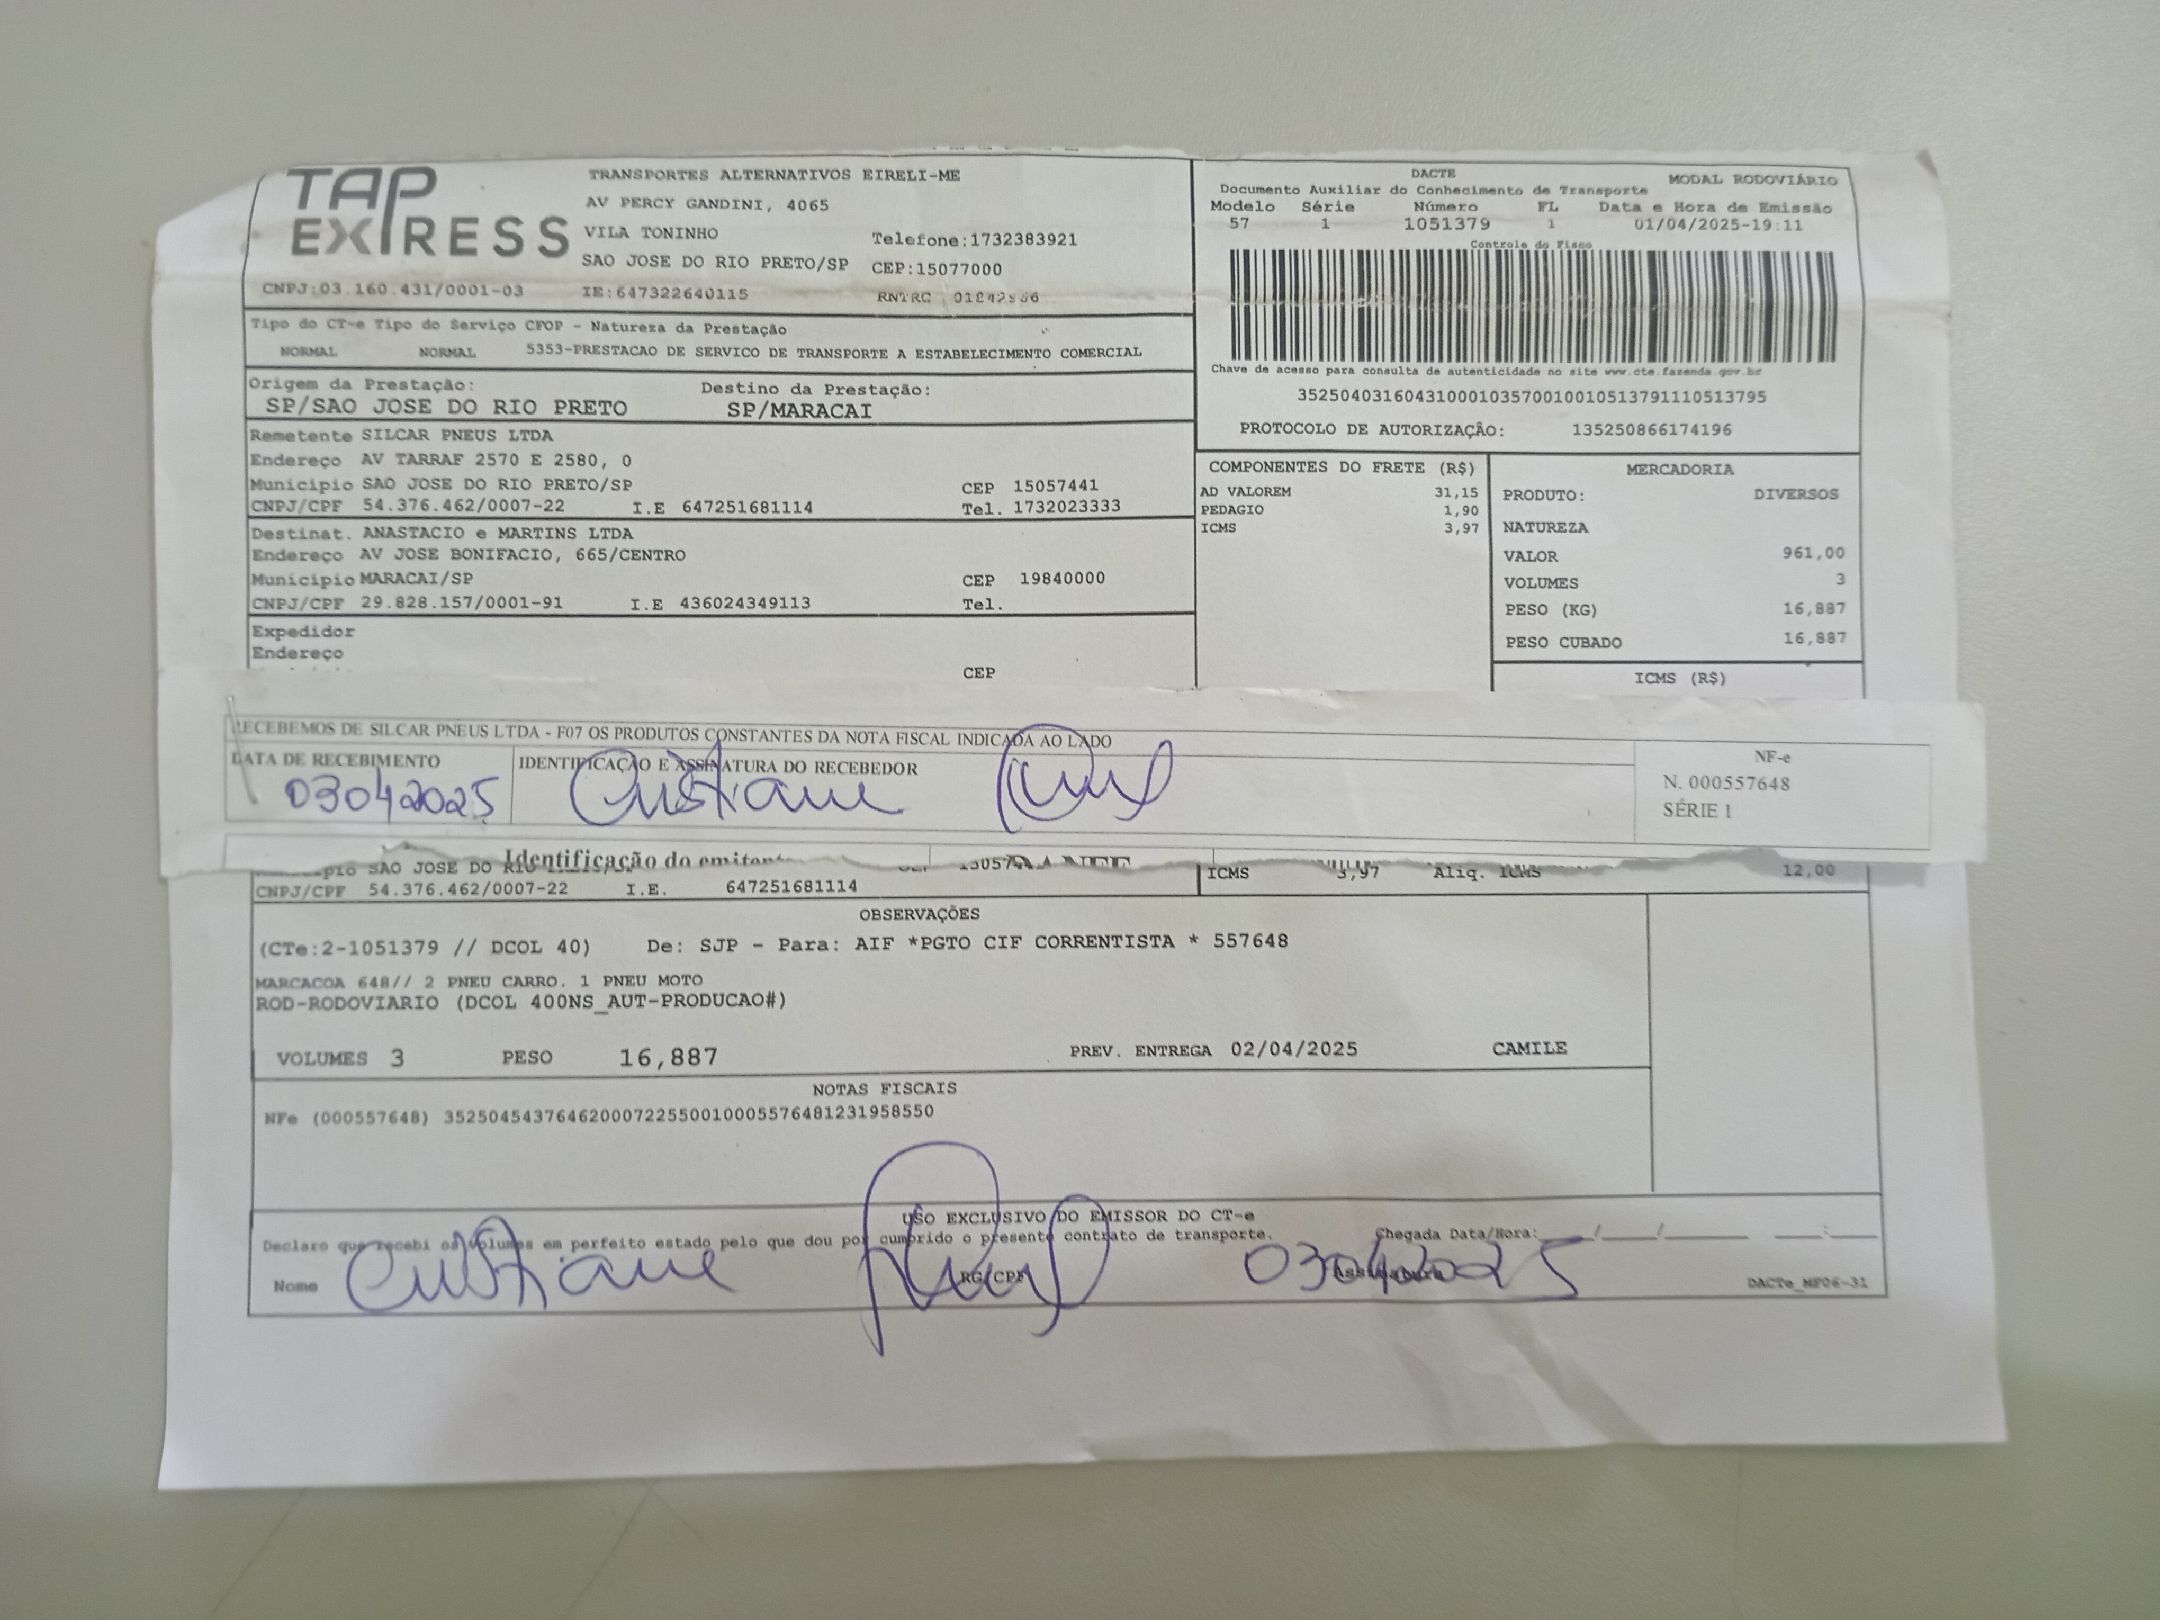 TAP EXPRESS
TRANSPORTES ALTERNATIVOS EIRELI-ME
AV PERCY GANDINI, 4065
VILA TONINHO
Telefone:1732383921
SAO JOSE DO RIO PRETO/SP CEP:15077000
CNPJ:03.160.431/0001-03 IE:647322640115 RNTRC
DACTE MODAL RODOVIÁRIO
Documento Auxiliar do Conhecimento de Transporte
Modelo Série Número FL Data e Hora de Emissão
57 1 1051379 1 01/04/2025-19:11
Controle do Fisco
Chave de acesso para consulta de autenticidade no site www.cte.fazenda.gov.br
35250403160431000103570010010513791110513795
PROTOCOLO DE AUTORIZAÇÃO: 135250866174196
Tipo do CT-e Tipo do Serviço CFOP - Natureza da Prestação
NORMAL NORMAL 5353-PRESTACAO DE SERVICO DE TRANSPORTE A ESTABELECIMENTO COMERCIAL
Origem da Prestação: Destino da Prestação:
SP/SAO JOSE DO RIO PRETO SP/MARACAI
Remetente SILCAR PNEUS LTDA
Endereço AV TARRAF 2570 E 2580, 0
Município SAO JOSE DO RIO PRETO/SP CEP 15057441
CNPJ/CPF 54.376.462/0007-22 I.E 647251681114 Tel. 1732023333
Destinat. ANASTACIO e MARTINS LTDA
Endereço AV JOSE BONIFACIO, 665/CENTRO
Município MARACAI/SP CEP 19840000
CNPJ/CPF 29.828.157/0001-91 I.E 436024349113 Tel.
Expedidor
Endereço
CEP
COMPONENTES DO FRETE (R$)
AD VALOREM 31,15
PEDAGIO 1,90
ICMS 3,97
MERCADORIA
PRODUTO: DIVERSOS
NATUREZA
VALOR 961,00
VOLUMES 3
PESO (KG) 16,887
PESO CUBADO 16,887
ICMS (R$)
RECEBEMOS DE SILCAR PNEUS LTDA - F07 OS PRODUTOS CONSTANTES DA NOTA FISCAL INDICADA AO LADO
DATA DE RECEBIMENTO IDENTIFICAÇÃO E ASSINATURA DO RECEBEDOR
03042025 Cristiane
NF-e
N. 000557648
SÉRIE 1
Identificação do emitente
SAO JOSE DO RIO
CNPJ/CPF 54.376.462/0007-22 I.E. 647251681114
ICMS 3,97 Aliq. ICMS 12,00
OBSERVAÇÕES
(CTe:2-1051379 // DCOL 40) De: SJP - Para: AIF *PGTO CIF CORRENTISTA * 557648
MARCACOA 648// 2 PNEU CARRO. 1 PNEU MOTO
ROD-RODOVIARIO (DCOL 400NS_AUT-PRODUCAO#)
VOLUMES 3 PESO 16,887 PREV. ENTREGA 02/04/2025 CAMILE
NOTAS FISCAIS
NFe (000557648) 35250454376462000722550010005576481231958550
USO EXCLUSIVO DO EMISSOR DO CT-e
Declaro que recebi os volumes em perfeito estado pelo que dou por cumprido o presente contrato de transporte. Chegada Data/Hora: __/__/____ __:__
Nome Cristiane RG/CPF Assinatura 03042025 DACTe_MF06-31